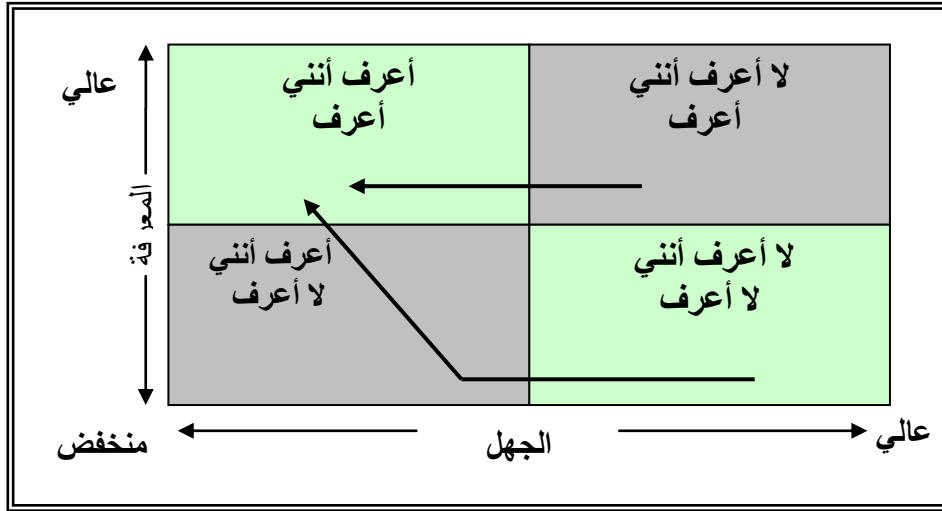 لا أعرف أنني
أعرف
أعرف أنني
أعرف
عالي
المعرفة
لا أعرف أنني
لا أعرف
أعرف أنني
لا أعرف
عالي
الجهل
منخفض